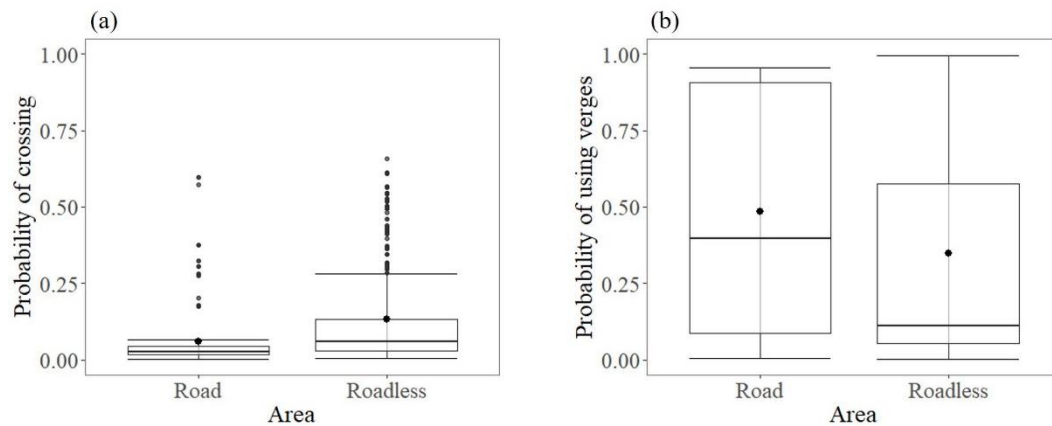 (a)
Probability of crossing
1.00
0.75
0.50
0.25
0.00
Road Roadless
Area
(b)
Probability of using verges
1.00
0.75
0.50
0.25
0.00
Road Roadless
Area